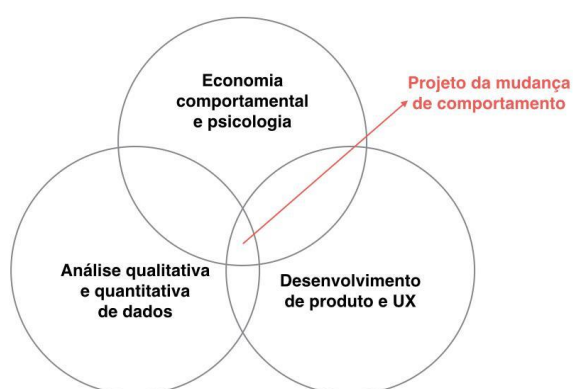 Economia
comportamental
e psicologia
Projeto da mudança
de comportamento
Análise qualitativa
e quantitativa
de dados
Desenvolvimento
de produto e UX